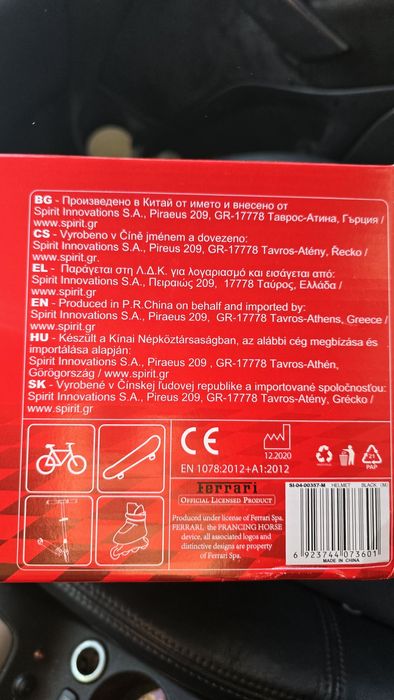 BG - Произведено в Китай от името и внесено от
Spirit Innovations S.A., Piraeus 209, GR-17778 Таврос-Атина, Гърция /
www.spirit.gr
CS - Vyrobeno v Číně jménem a dovezeno:
Spirit Innovations S.A., Piraeus 209, GR-17778 Tavros-Atény, Řecko /
www.spirit.gr.
EL - Παράγεται στη Λ.Δ.Κ. για λογαριασμό και εισάγεται από:
Spirit Innovations S.A., Πειραιώς 209, 17778 Ταύρος, Ελλάδα /
www.spirit.gr
EN - Produced in P.R.China on behalf and imported by:
Spirit Innovations S.A., Piraeus 209, GR-17778 Tavros-Athens, Greece /
www.spirit.gr
HU - Készült a Kínai Népköztársaságban, az alábbi cég megbízása és
importálása alapján:
Spirit Innovations S.A., Piraeus 209 , GR-17778 Tavros-Athén,
Görögország / www.spirit.gr
SK - Vyrobené v Čínskej ľudovej republike a importované spoločnosťou:
Spirit Innovations S.A., Piraeus 209, GR-17778 Tavros-Atény, Grécko /
www.spirit.gr
CE
12.2020
21
PAP
EN 1078:2012+A1:2012
Ferrari
OFFICIAL LICENSED PRODUCT
Produced under license of Ferrari Spa.
FERRARI, the PRANCING HORSE
device, all associated logos and
distinctive designs are property
of Ferrari Spa.
SI-04-00357-M HELMET BLACK (M)
6 923744 073601
MADE IN CHINA